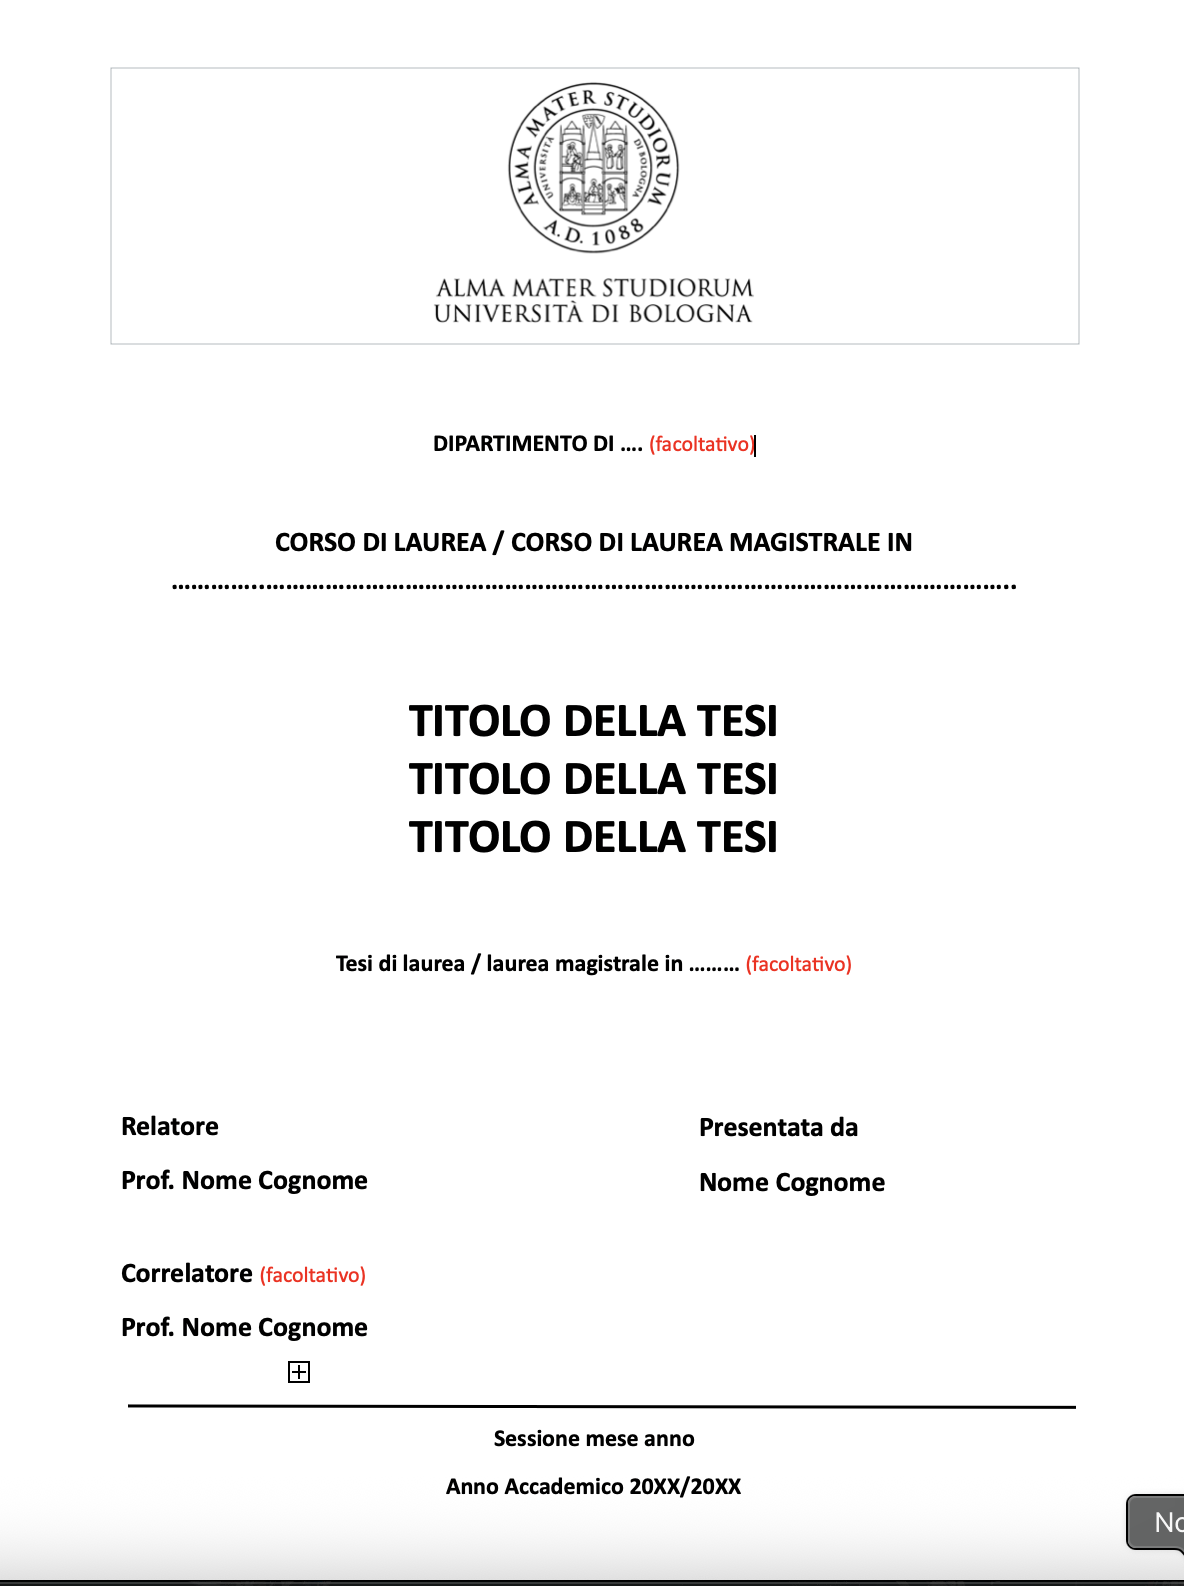 ALMA MATER STUDIORUM
A.D. 1088
UNIVERSITÀ DI BOLOGNA
ALMA MATER STUDIORUM
UNIVERSITÀ DI BOLOGNA
DIPARTIMENTO DI .... (facoltativo)
CORSO DI LAUREA / CORSO DI LAUREA MAGISTRALE IN
................................................................................................................................
TITOLO DELLA TESI
TITOLO DELLA TESI
TITOLO DELLA TESI
Tesi di laurea / laurea magistrale in ......... (facoltativo)
Relatore
Presentata da
Prof. Nome Cognome
Nome Cognome
Correlatore (facoltativo)
Prof. Nome Cognome
Sessione mese anno
Anno Accademico 20XX/20XX